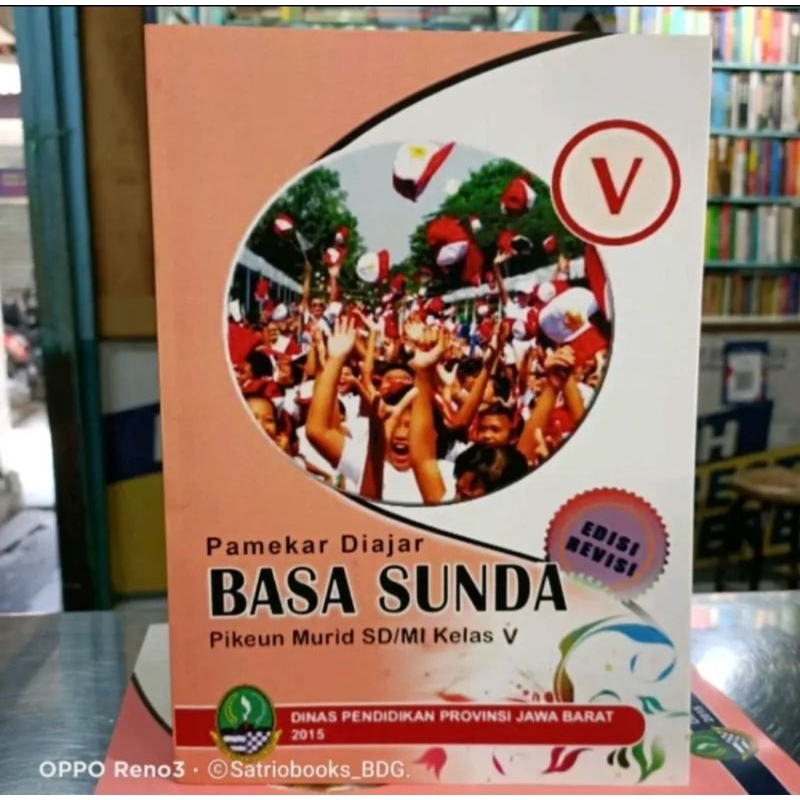 V
EDISI
REVISI
Pamekar Diajar
BASA SUNDA
Pikeun Murid SD/MI Kelas V
DINAS PENDIDIKAN PROVINSI JAWA BARAT
2015
OPPO Reno3 · ©Satriobooks_BDG.